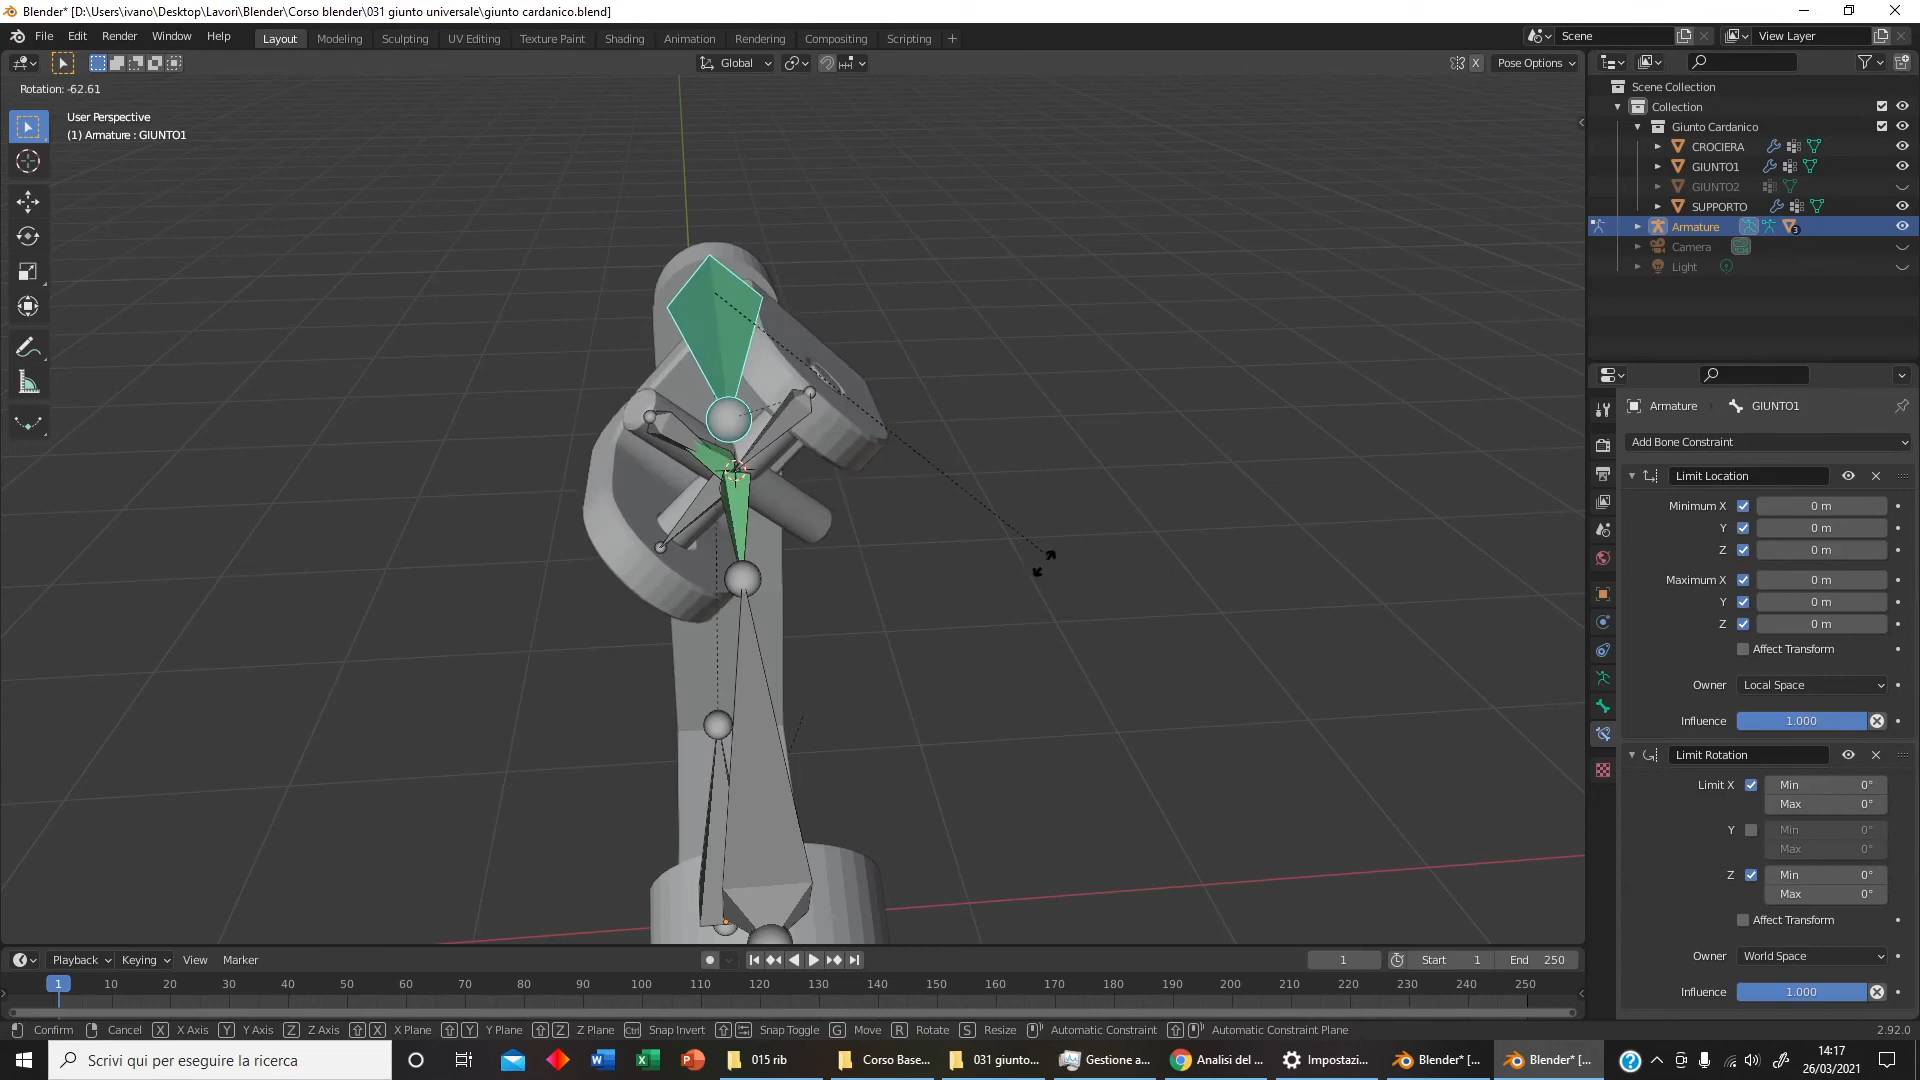 Blender* [D:\Users\ivano\Desktop\Lavori\Blender\Corso blender\031 giunto universale\giunto cardanico.blend]
File Edit Render Window Help Layout Modeling Sculpting UV Editing Texture Paint Shading Animation Rendering Compositing Scripting + Scene View Layer
Global X Pose Options
Rotation: -62.61
User Perspective
(1) Armature : GIUNTO1
Scene Collection
Collection
Giunto Cardanico
CROCIERA
GIUNTO1
GIUNTO2
SUPPORTO
Armature 3
Camera
Light
Armature GIUNTO1
Add Bone Constraint
Limit Location
Minimum X 0 m
Y 0 m
Z 0 m
Maximum X 0 m
Y 0 m
Z 0 m
Affect Transform
Owner Local Space
Influence 1.000
Limit Rotation
Limit X Min 0°
Max 0°
Y Min 0°
Max 0°
Z Min 0°
Max 0°
Affect Transform
Owner World Space
Influence 1.000
Playback Keying View Marker 1 Start 1 End 250
1 10 20 30 40 50 60 70 80 90 100 110 120 130 140 150 160 170 180 190 200 210 220 230 240 250
Confirm Cancel X X Axis Y Y Axis Z Z Axis X X Plane Y Y Plane Z Z Plane Ctrl Snap Invert Snap Toggle G Move R Rotate S Resize Automatic Constraint Automatic Constraint Plane 2.92.0
Scrivi qui per eseguire la ricerca 015 rib Corso Base... 031 giunto... Gestione a... Analisi del ... Impostazi... Blender* [... Blender* [... 14:17
26/03/2021